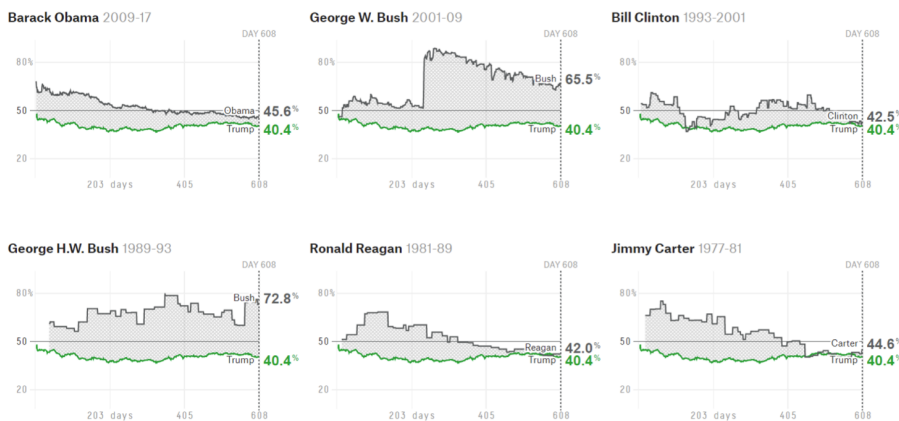 Barack Obama 2009-17
DAY 608
80%
50
20
Obama
45.6%
Trump
40.4%
203 days
405
608
George W. Bush 2001-09
DAY 608
80%
50
20
Bush
65.5%
Trump
40.4%
203 days
405
608
Bill Clinton 1993-2001
DAY 608
80%
50
20
Clinton
42.5%
Trump
40.4%
203 days
405
608
George H.W. Bush 1989-93
DAY 608
80%
50
20
Bush
72.8%
Trump
40.4%
203 days
405
608
Ronald Reagan 1981-89
DAY 608
80%
50
20
Reagan
42.0%
Trump
40.4%
203 days
405
608
Jimmy Carter 1977-81
DAY 608
80%
50
20
Carter
44.6%
Trump
40.4%
203 days
405
608